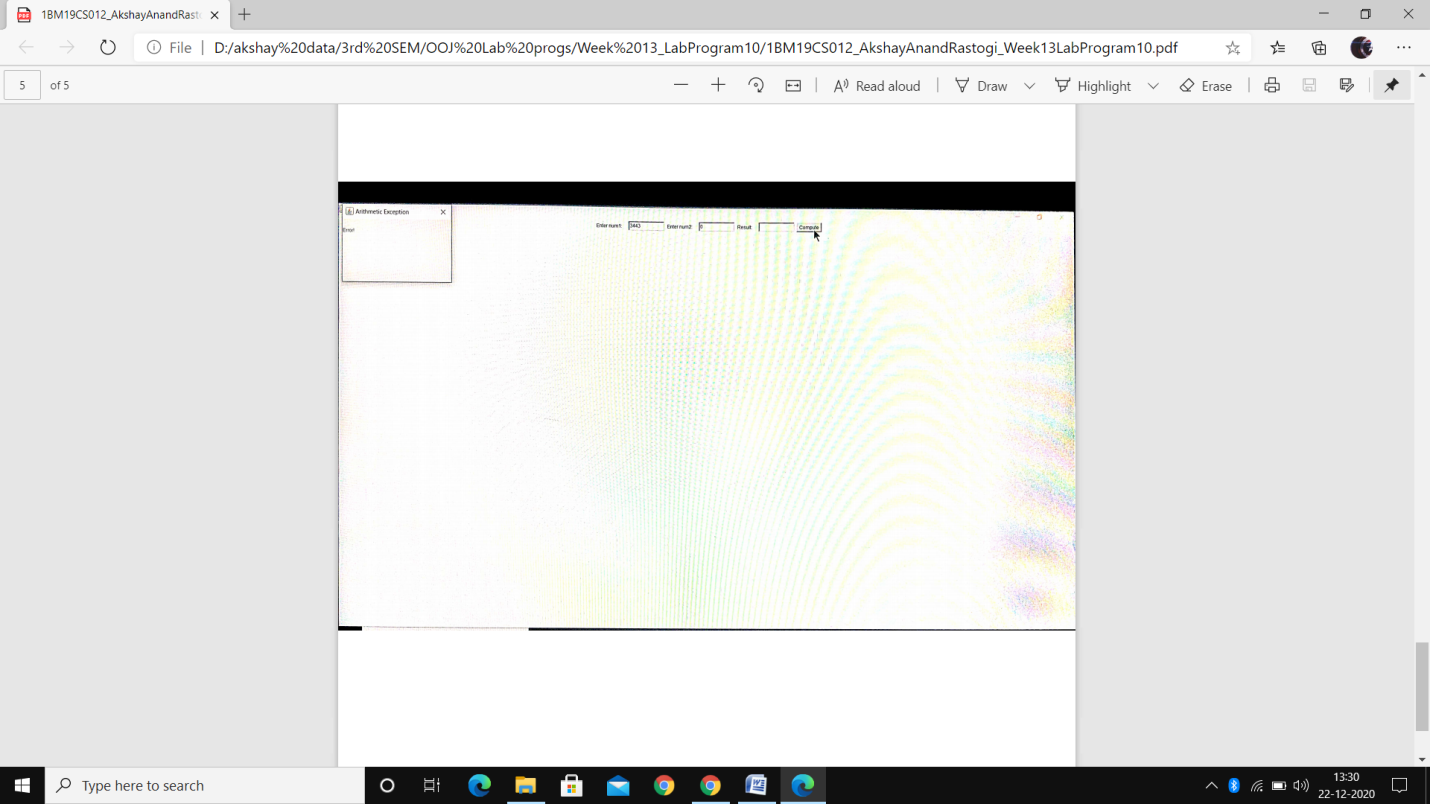 1BM19CS012_AkshayAnandRast
File
D:/akshay%20data/3rd%20SEM/OOJ%20Lab%20progs/Week%2013_LabProgram10/1BM19CS012_AkshayAnandRastogi_Week13LabProgram10.pdf
5 of 5
Read aloud
Draw
Highlight
Erase
Arithmetic Exception
Error!
Enter num1: 3443 Enter num2: Result: Compute
Type here to search
13:30
22-12-2020